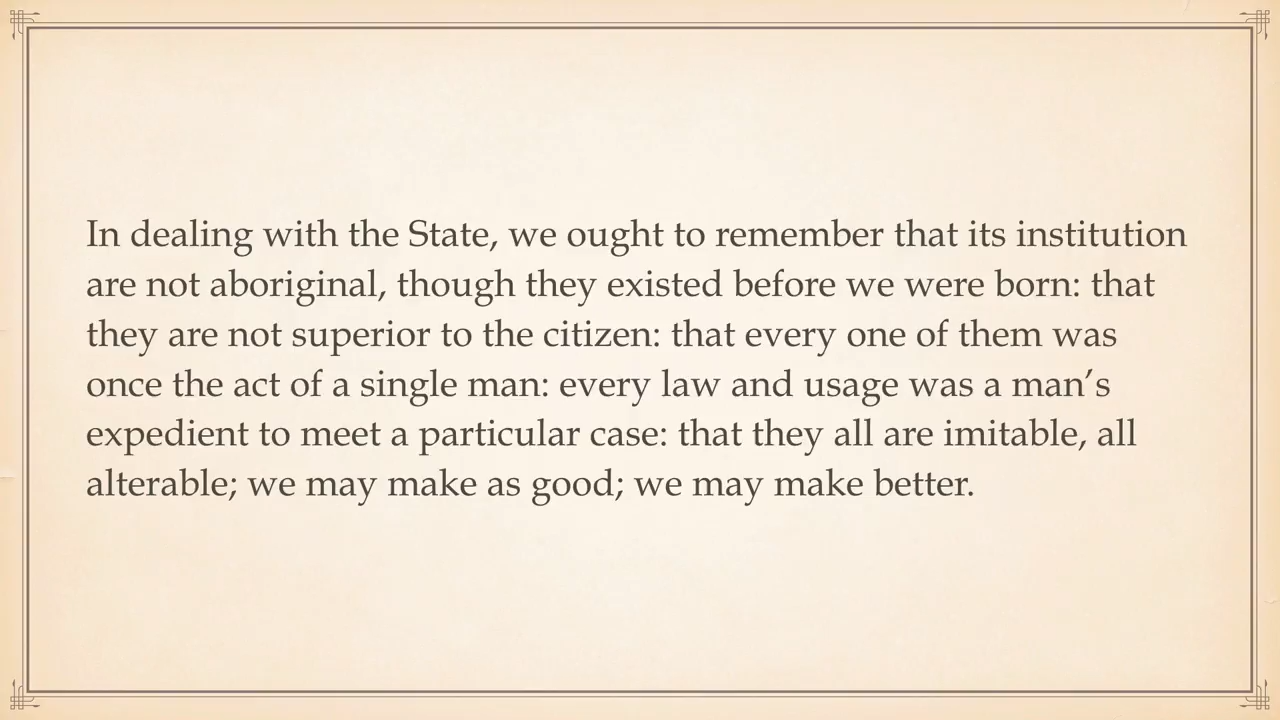 In dealing with the State, we ought to remember that its institution
are not aboriginal, though they existed before we were born: that
they are not superior to the citizen: that every one of them was
once the act of a single man: every law and usage was a man’s
expedient to meet a particular case: that they all are imitable, all
alterable; we may make as good; we may make better.